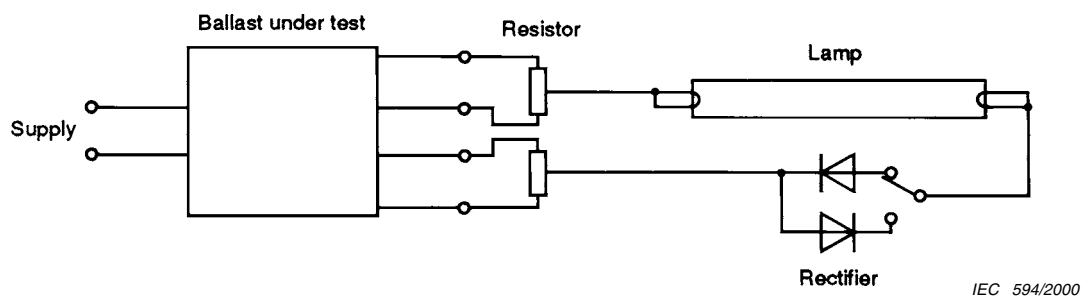 Ballast under test
Resistor
Lamp
Supply
Rectifier
IEC 594/2000